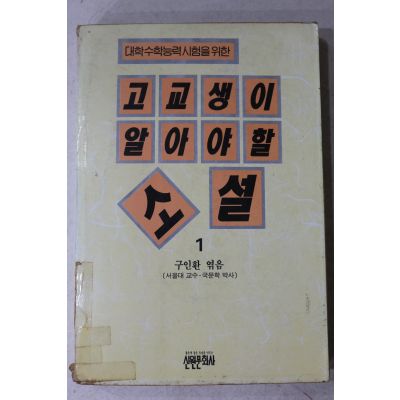 대학수학능력시험을 위한
고교생이
알아야할
소설
1
구인환 엮음
(서울대 교수·국문학 박사)
신원문화사